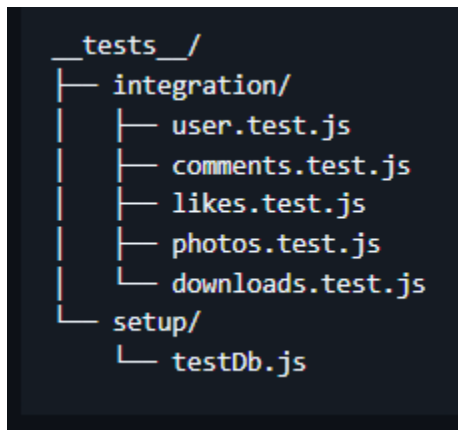 __tests__/
├── integration/
│   ├── user.test.js
│   ├── comments.test.js
│   ├── likes.test.js
│   ├── photos.test.js
│   └── downloads.test.js
└── setup/
    └── testDb.js